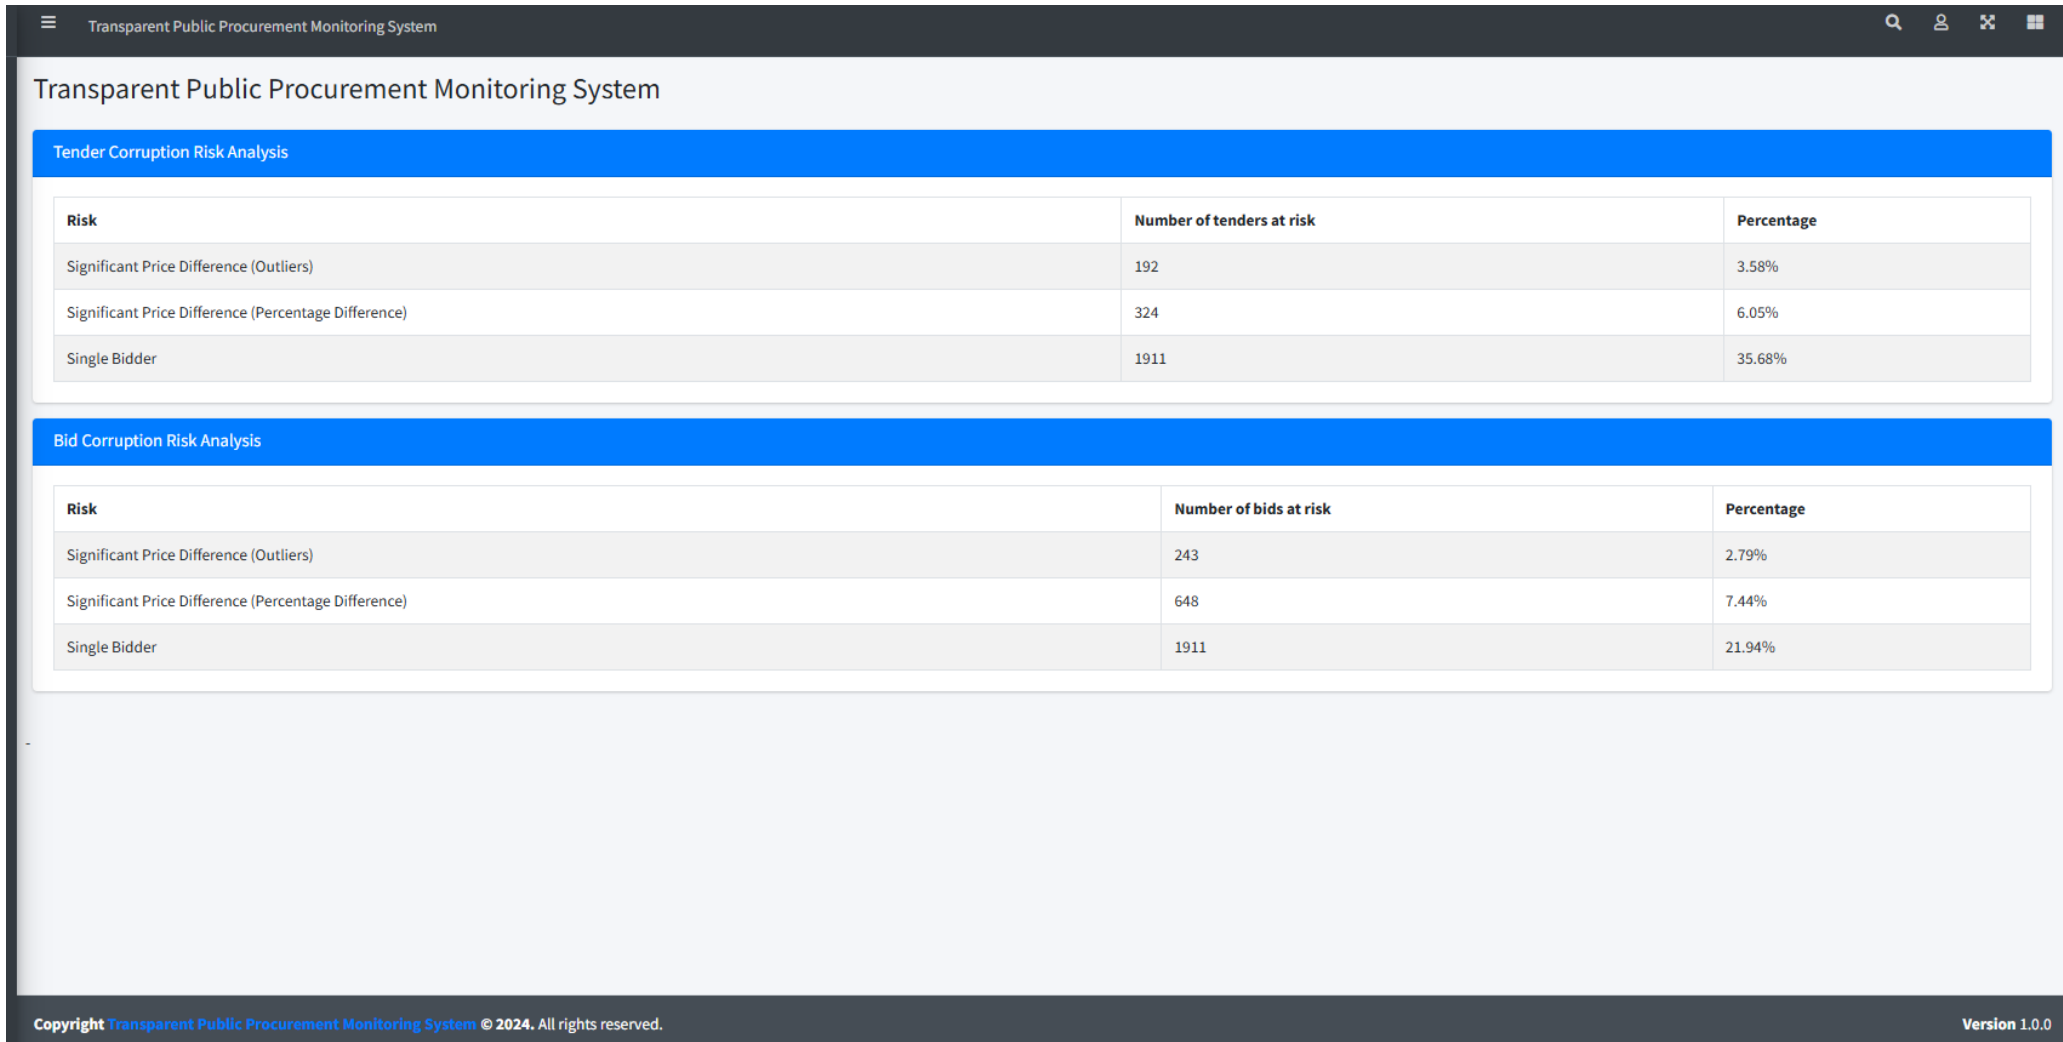 Transparent Public Procurement Monitoring System
Transparent Public Procurement Monitoring System
Tender Corruption Risk Analysis
Risk Number of tenders at risk Percentage
Significant Price Difference (Outliers) 192 3.58%
Significant Price Difference (Percentage Difference) 324 6.05%
Single Bidder 1911 35.68%
Bid Corruption Risk Analysis
Risk Number of bids at risk Percentage
Significant Price Difference (Outliers) 243 2.79%
Significant Price Difference (Percentage Difference) 648 7.44%
Single Bidder 1911 21.94%
-
Copyright Transparent Public Procurement Monitoring System © 2024. All rights reserved. Version 1.0.0